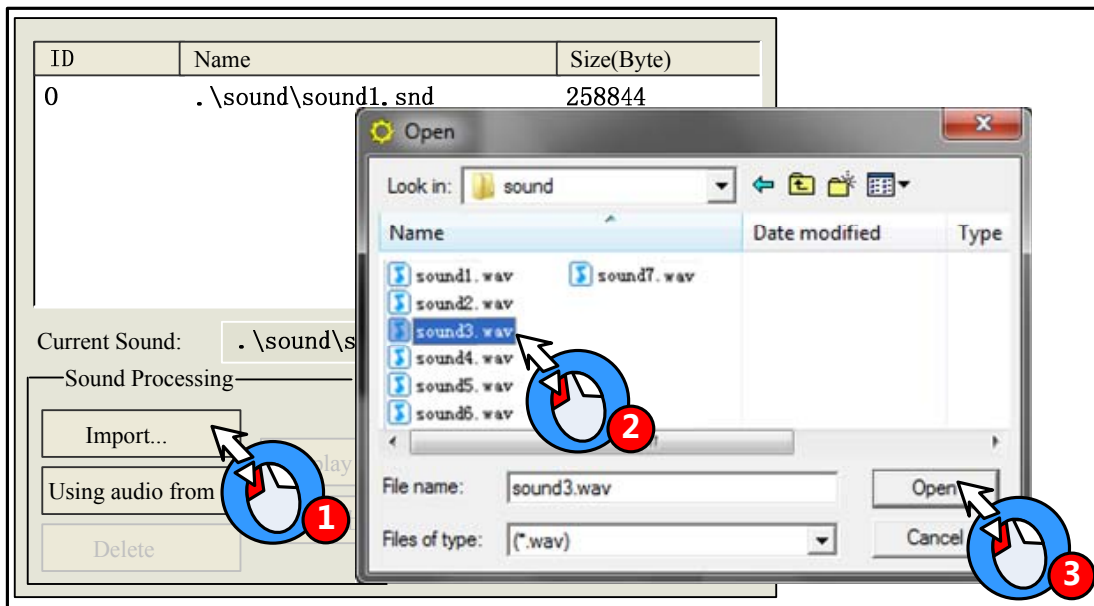 ID Name Size(Byte)
0 .\sound\sound1.snd 258844
Current Sound: .\sound\s
Sound Processing
Import...
Using audio from
Delete
play
1
Open
Look in: sound
Name Date modified Type
sound1.wav sound7.wav
sound2.wav
sound3.wav
sound4.wav
sound5.wav
sound6.wav
2
File name: sound3.wav Open
Files of type: (*.wav) Cancel
3